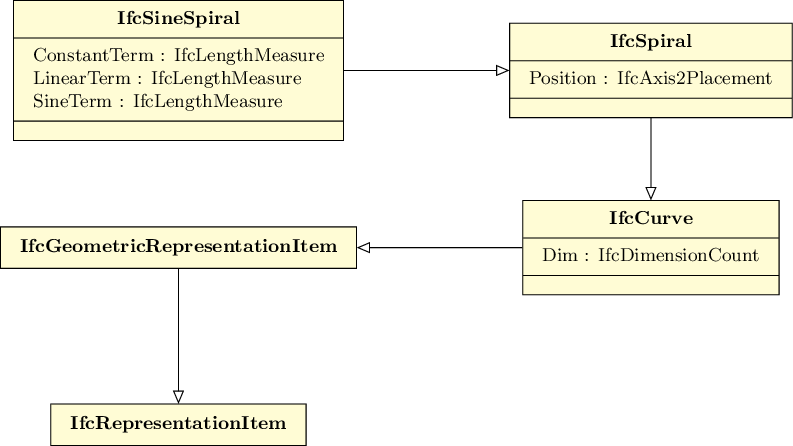 IfcSineSpiral
ConstantTerm : IfcLengthMeasure
LinearTerm : IfcLengthMeasure
SineTerm : IfcLengthMeasure
IfcSpiral
Position : IfcAxis2Placement
IfcCurve
Dim : IfcDimensionCount
IfcGeometricRepresentationItem
IfcRepresentationItem